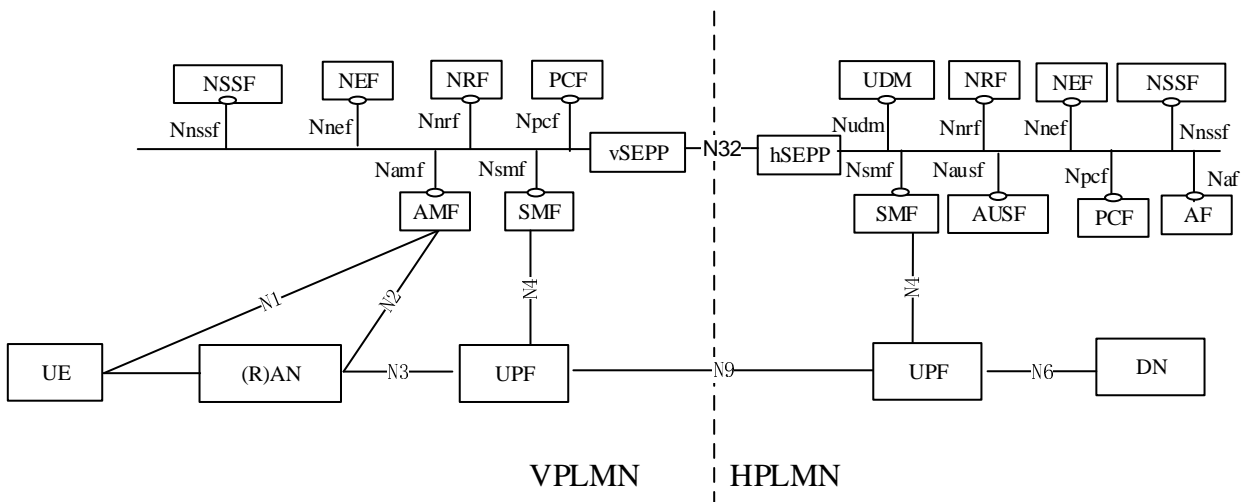 NSSF NEF NRF PCF UDM NRF NEF NSSF
Nnssf Nnef Nnrf Npcf Nudm Nnrf Nnef Nnssf
vSEPP N32 hSEPP
Namf Nsmf Nsmf Nausf Npcf Naf
AMF SMF SMF AUSF PCF AF
N1 N2 N4 N4
UE (R)AN N3 UPF N9 UPF N6 DN
VPLMN HPLMN